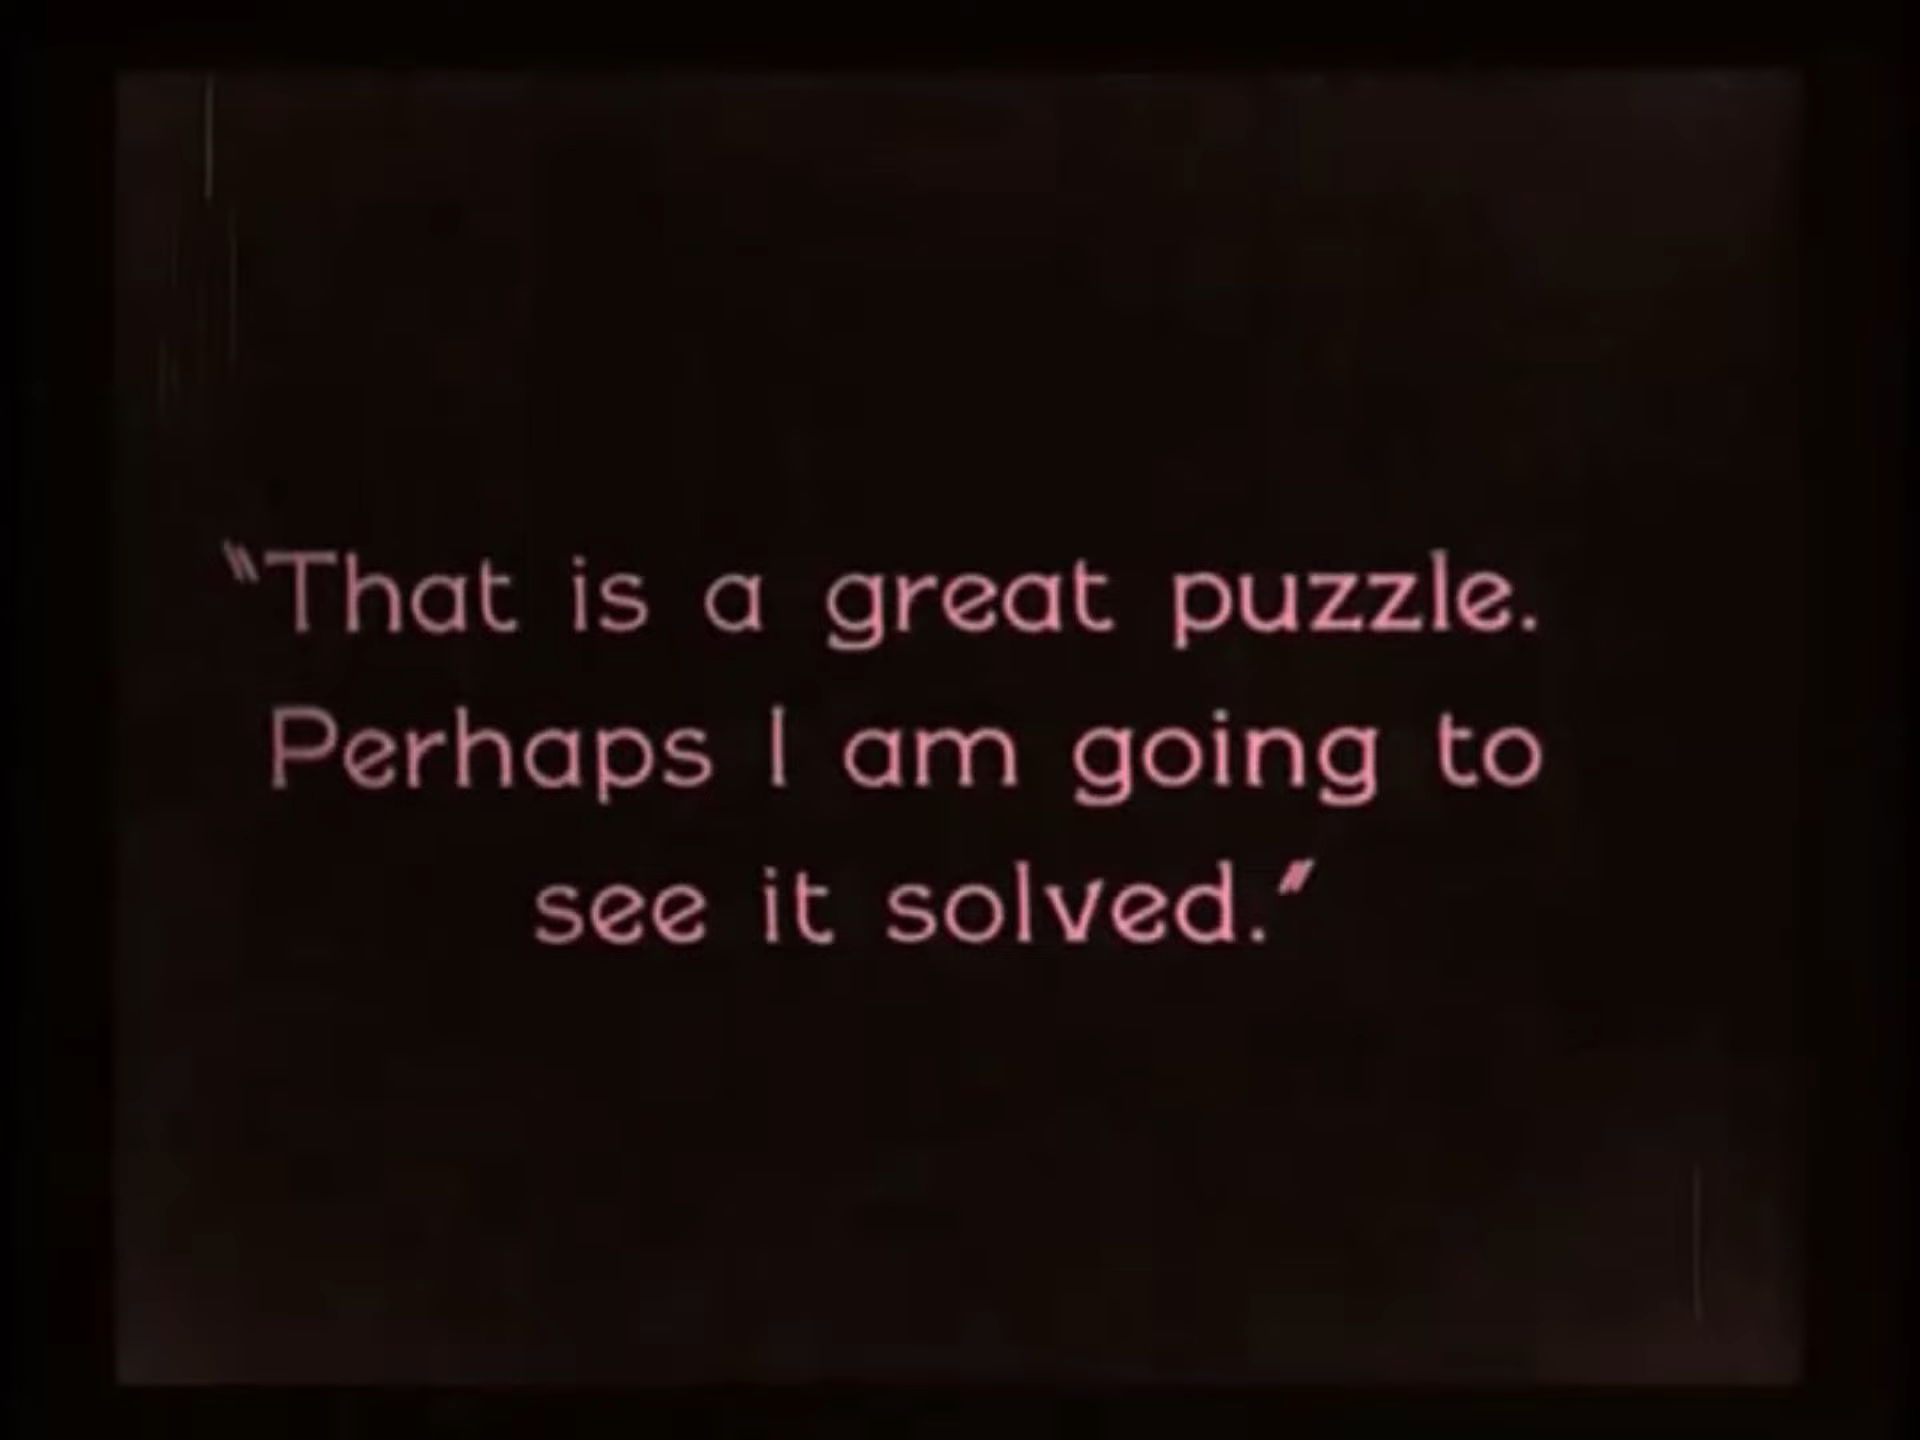 "That is a great puzzle.
Perhaps I am going to
see it solved."